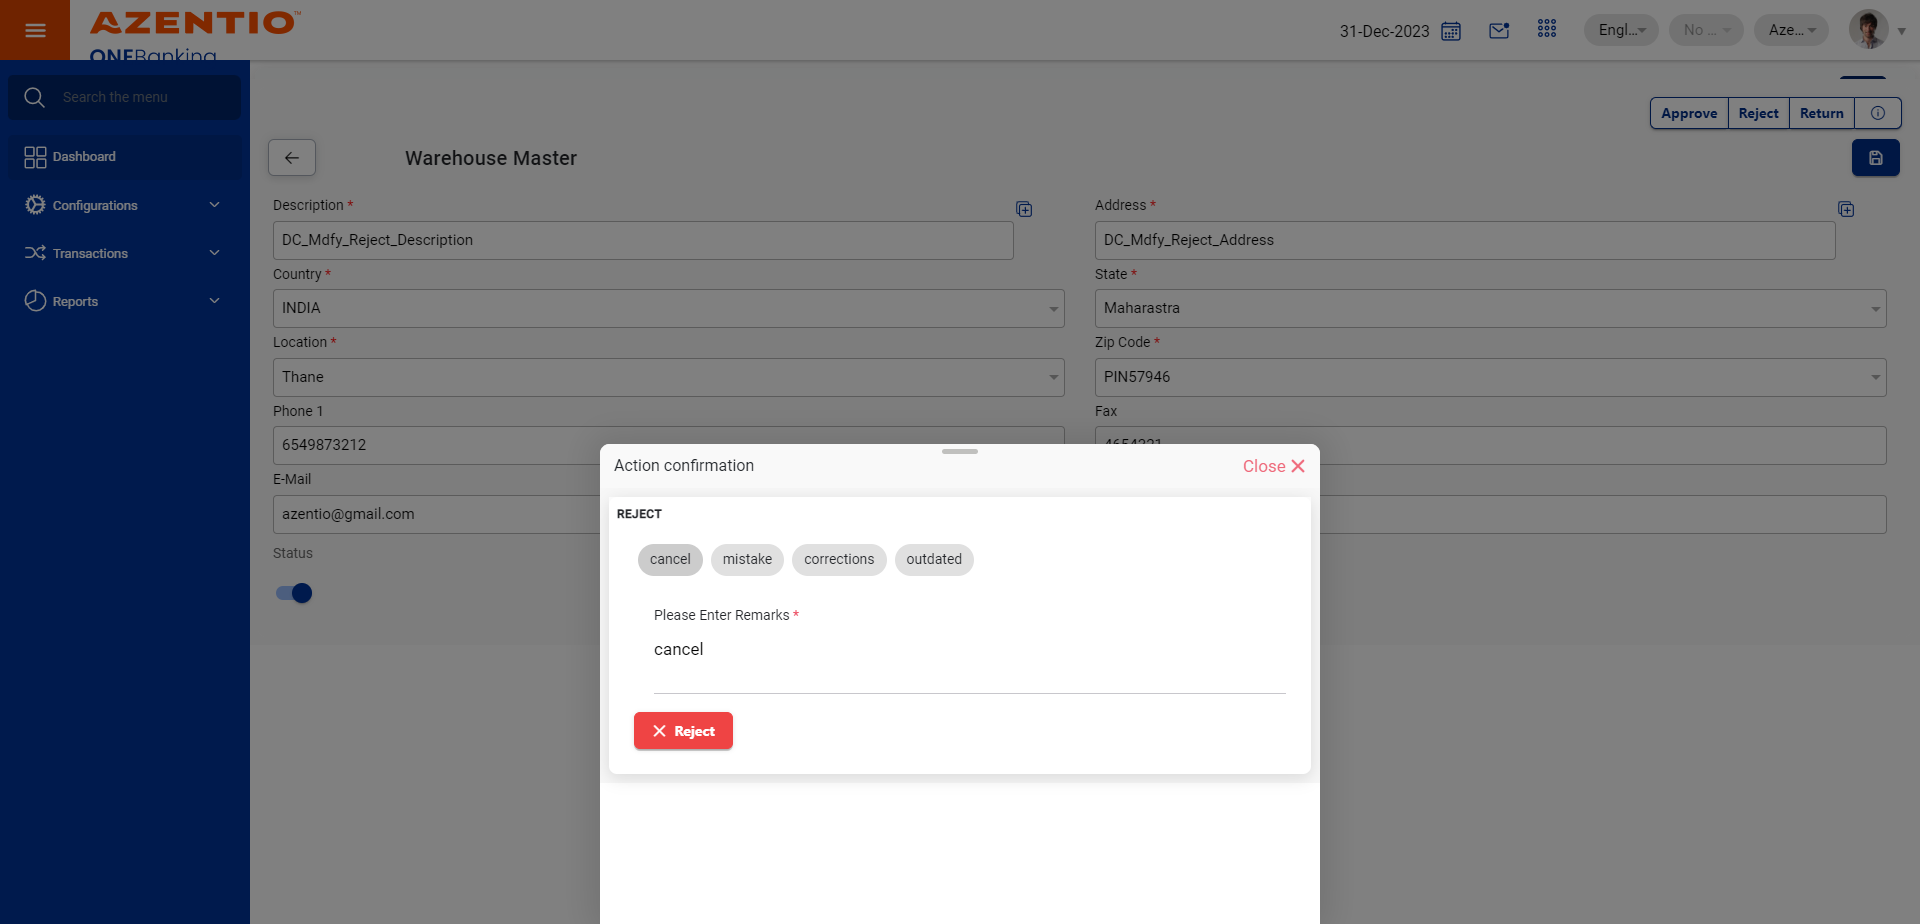 AZENTIO™
ONEBanking
31-Dec-2023
Engl...
No ...
Aze...
Search the menu
Dashboard
Configurations
Transactions
Reports
Approve
Reject
Return
Warehouse Master
Description *
DC_Mdfy_Reject_Description
Address *
DC_Mdfy_Reject_Address
Country *
INDIA
State *
Maharastra
Location *
Thane
Zip Code *
PIN57946
Phone 1
6549873212
Fax
4654321
E-Mail
azentio@gmail.com
Status
Action confirmation
Close
REJECT
cancel
mistake
corrections
outdated
Please Enter Remarks *
cancel
Reject